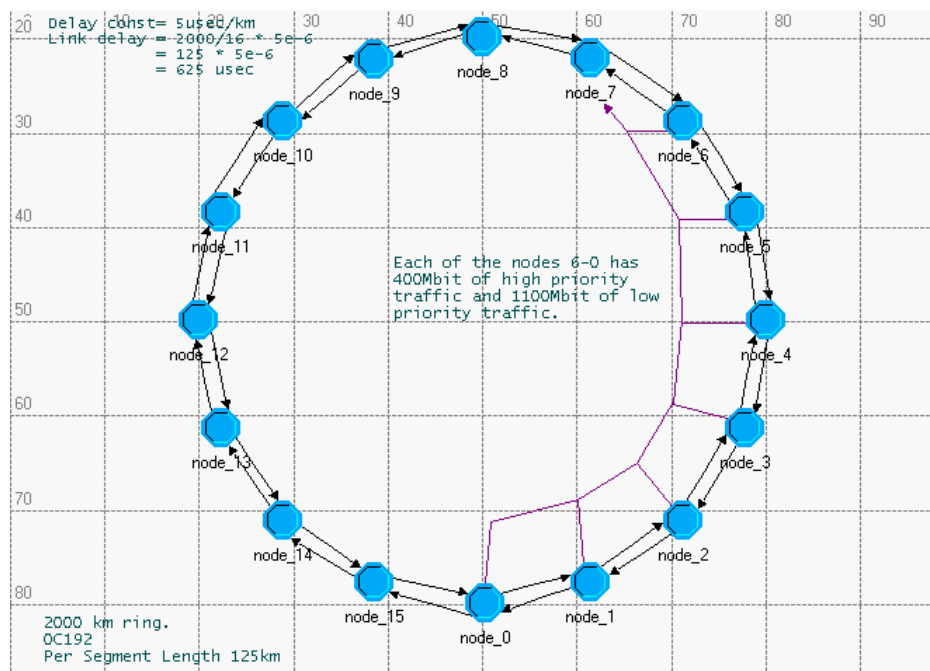 20 30 40 50 60 70 80 90
Delay const= 5usec/km
Link delay = 2000/16 * 5e-6
= 125 * 5e-6
= 625 usec
node_8
node_9
node_7
30
node_10
node_6
40
node_11
node_5
Each of the nodes 6-0 has
400Mbit of high priority
traffic and 1100Mbit of low
priority traffic.
50
node_12
node_4
60
node_13
node_3
70
node_14
node_2
80
node_15
node_1
node_0
2000 km ring.
OC192
Per Segment Length 125km